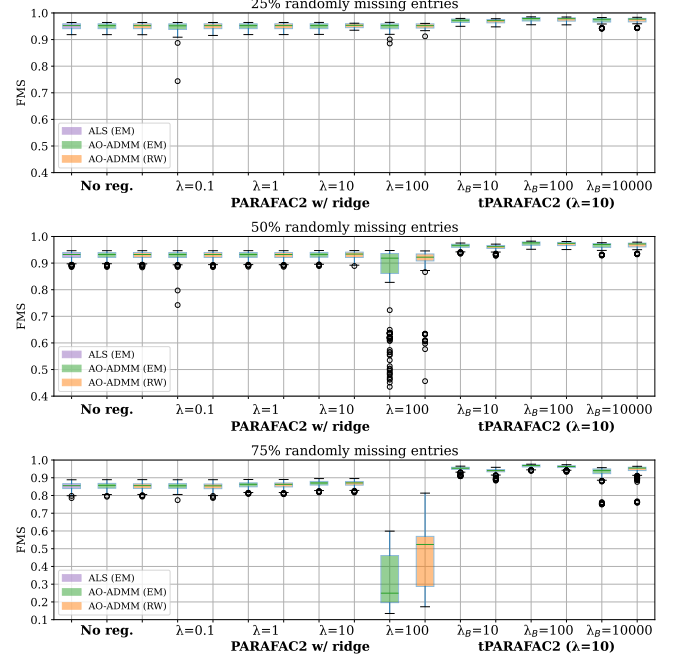 25% randomly missing entries
1.0
0.9
0.8
0.7
0.6
0.5
0.4
FMS
ALS (EM)
AO-ADMM (EM)
AO-ADMM (RW)
No reg. λ=0.1 λ=1 λ=10 λ=100 λB=10 λB=100 λB=10000
PARAFAC2 w/ ridge tPARAFAC2 (λ=10)
50% randomly missing entries
1.0
0.9
0.8
0.7
0.6
0.5
0.4
FMS
ALS (EM)
AO-ADMM (EM)
AO-ADMM (RW)
No reg. λ=0.1 λ=1 λ=10 λ=100 λB=10 λB=100 λB=10000
PARAFAC2 w/ ridge tPARAFAC2 (λ=10)
75% randomly missing entries
1.0
0.9
0.8
0.7
0.6
0.5
0.4
0.3
0.2
0.1
FMS
ALS (EM)
AO-ADMM (EM)
AO-ADMM (RW)
No reg. λ=0.1 λ=1 λ=10 λ=100 λB=10 λB=100 λB=10000
PARAFAC2 w/ ridge tPARAFAC2 (λ=10)